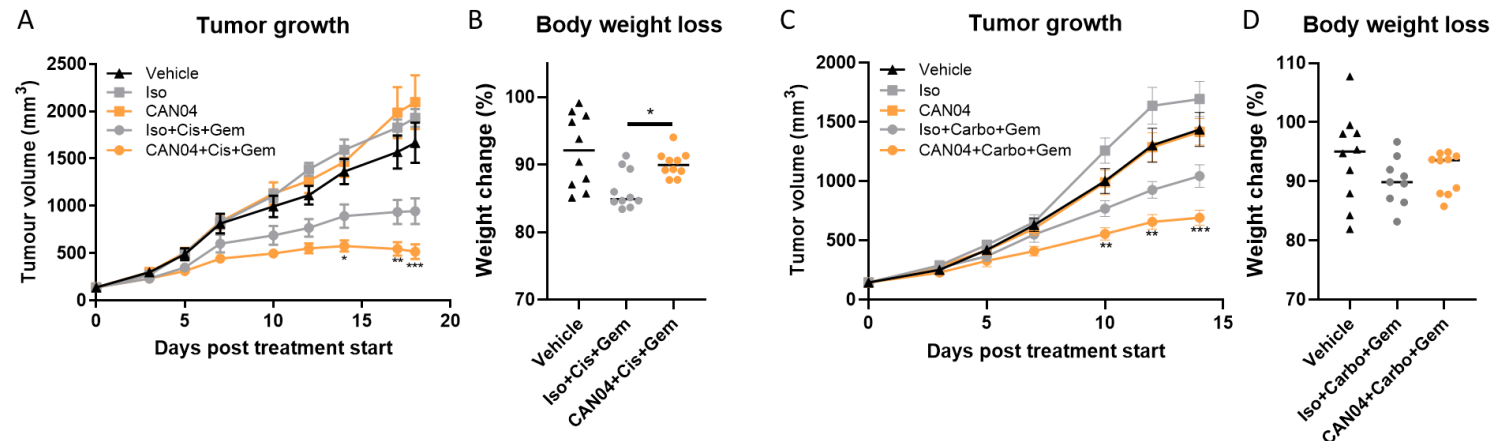 A
Tumor growth
Tumour volume (mm3)
2500
2000
1500
1000
500
0
Vehicle
Iso
CAN04
Iso+Cis+Gem
CAN04+Cis+Gem
*
**
***
0
5
10
15
20
Days post treatment start
B
Body weight loss
Weight change (%)
100
90
80
70
*
Vehicle
Iso+Cis+Gem
CAN04+Cis+Gem
C
Tumor growth
Tumor volume (mm3)
2000
1500
1000
500
0
Vehicle
Iso
CAN04
Iso+Carbo+Gem
CAN04+Carbo+Gem
**
**
***
0
5
10
15
Days post treatment start
D
Body weight loss
Weight change (%)
110
100
90
80
70
Vehicle
Iso+Carbo+Gem
CAN04+Carbo+Gem